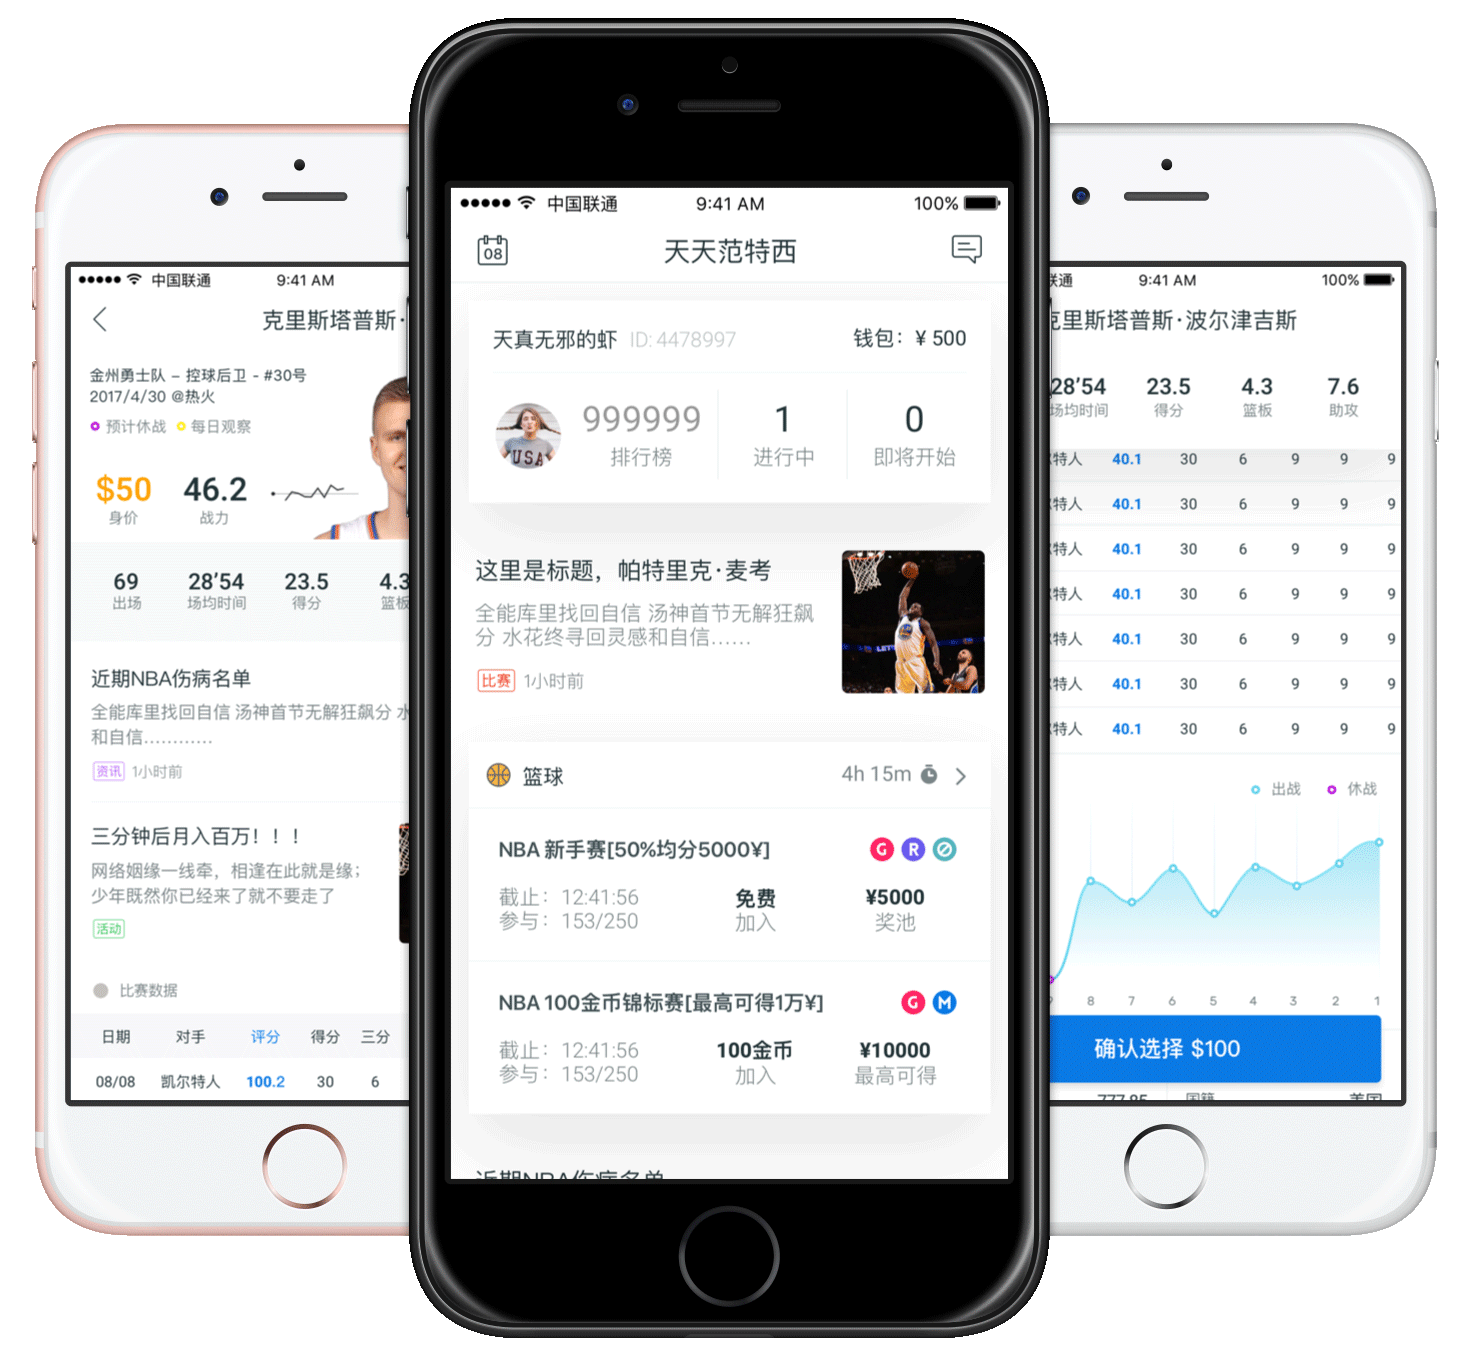 中国联通 9:41 AM
克里斯塔普斯·
金州勇士队 - 控球后卫 - #30号
2017/4/30 @热火
预计休战 每日观察
$50 46.2
身价 战力
69 28'54 23.5 4.3
出场 场均时间 得分 篮板
近期NBA伤病名单
全能库里找回自信 汤神首节无解狂飙分 水
和自信…………
资讯 1小时前
三分钟后月入百万！！！
网络姻缘一线牵，相逢在此就是缘；
少年既然你已经来了就不要走了
活动
比赛数据
日期 对手 评分 得分 三分
08/08 凯尔特人 100.2 30 6
中国联通 9:41 AM 100%
08 天天范特西
天真无邪的虾 ID: 4478997 钱包：¥ 500
USA
999999 1 0
排行榜 进行中 即将开始
这里是标题，帕特里克·麦考
全能库里找回自信 汤神首节无解狂飙
分 水花终寻回灵感和自信……
比赛 1小时前
篮球 4h 15m
NBA 新手赛[50%均分5000¥] G R
截止：12:41:56 免费 ¥5000
参与：153/250 加入 奖池
NBA 100金币锦标赛[最高可得1万¥] G M
截止：12:41:56 100金币 ¥10000
参与：153/250 加入 最高可得
近期NBA伤病名单
联通 9:41 AM 100%
克里斯塔普斯·波尔津吉斯
28'54 23.5 4.3 7.6
场均时间 得分 篮板 助攻
尔特人 40.1 30 6 9 9 9
尔特人 40.1 30 6 9 9 9
尔特人 40.1 30 6 9 9 9
尔特人 40.1 30 6 9 9 9
尔特人 40.1 30 6 9 9 9
尔特人 40.1 30 6 9 9 9
尔特人 40.1 30 6 9 9 9
出战 休战
9 8 7 6 5 4 3 2 1
确认选择 $100
777.85 国籍 美国